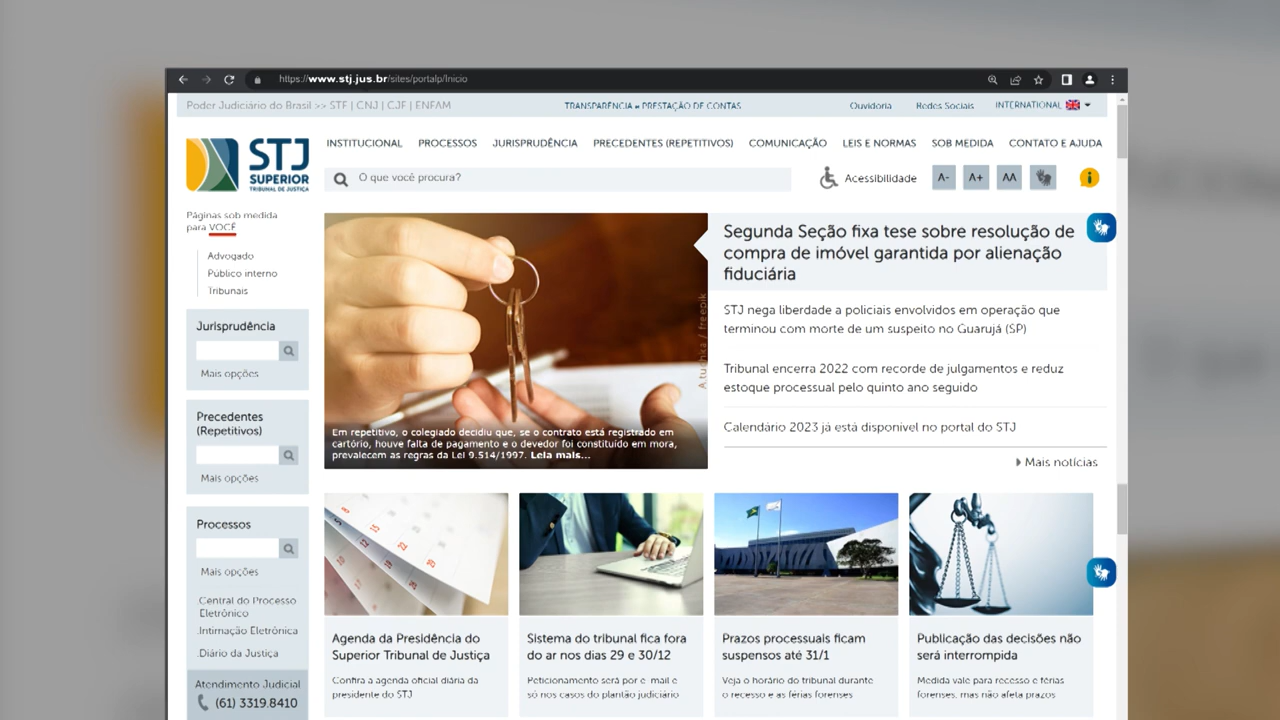 https://www.stj.jus.br/sites/portalp/Inicio
Poder Judiciário do Brasil >> STF | CNJ | CJF | ENFAM
TRANSPARÊNCIA e PRESTAÇÃO DE CONTAS
Ouvidoria
Redes Sociais
INTERNATIONAL
STJ
SUPERIOR
TRIBUNAL DE JUSTIÇA
INSTITUCIONAL
PROCESSOS
JURISPRUDÊNCIA
PRECEDENTES (REPETITIVOS)
COMUNICAÇÃO
LEIS E NORMAS
SOB MEDIDA
CONTATO E AJUDA
O que você procura?
Acessibilidade
A-
A+
AA
Páginas sob medida
para VOCÊ
Advogado
Público interno
Tribunais
Jurisprudência
Mais opções
Precedentes
(Repetitivos)
Mais opções
Processos
Mais opções
Central do Processo
Eletrônico
Intimação Eletrônica
Diário da Justiça
Atendimento Judicial
(61) 3319.8410
A.tuchka / freepik
Em repetitivo, o colegiado decidiu que, se o contrato está registrado em
cartório, houve falta de pagamento e o devedor foi constituído em mora,
prevalecem as regras da Lei 9.514/1997. Leia mais...
Segunda Seção fixa tese sobre resolução de
compra de imóvel garantida por alienação
fiduciária
STJ nega liberdade a policiais envolvidos em operação que
terminou com morte de um suspeito no Guarujá (SP)
Tribunal encerra 2022 com recorde de julgamentos e reduz
estoque processual pelo quinto ano seguido
Calendário 2023 já está disponível no portal do STJ
Mais notícias
Agenda da Presidência do
Superior Tribunal de Justiça
Confira a agenda oficial diária da
presidente do STJ
Sistema do tribunal fica fora
do ar nos dias 29 e 30/12
Peticionamento será por e-mail e
só nos casos do plantão judiciário
Prazos processuais ficam
suspensos até 31/1
Veja o horário do tribunal durante
o recesso e as férias forenses
Publicação das decisões não
será interrompida
Medida vale para recesso e férias
forenses, mas não afeta prazos